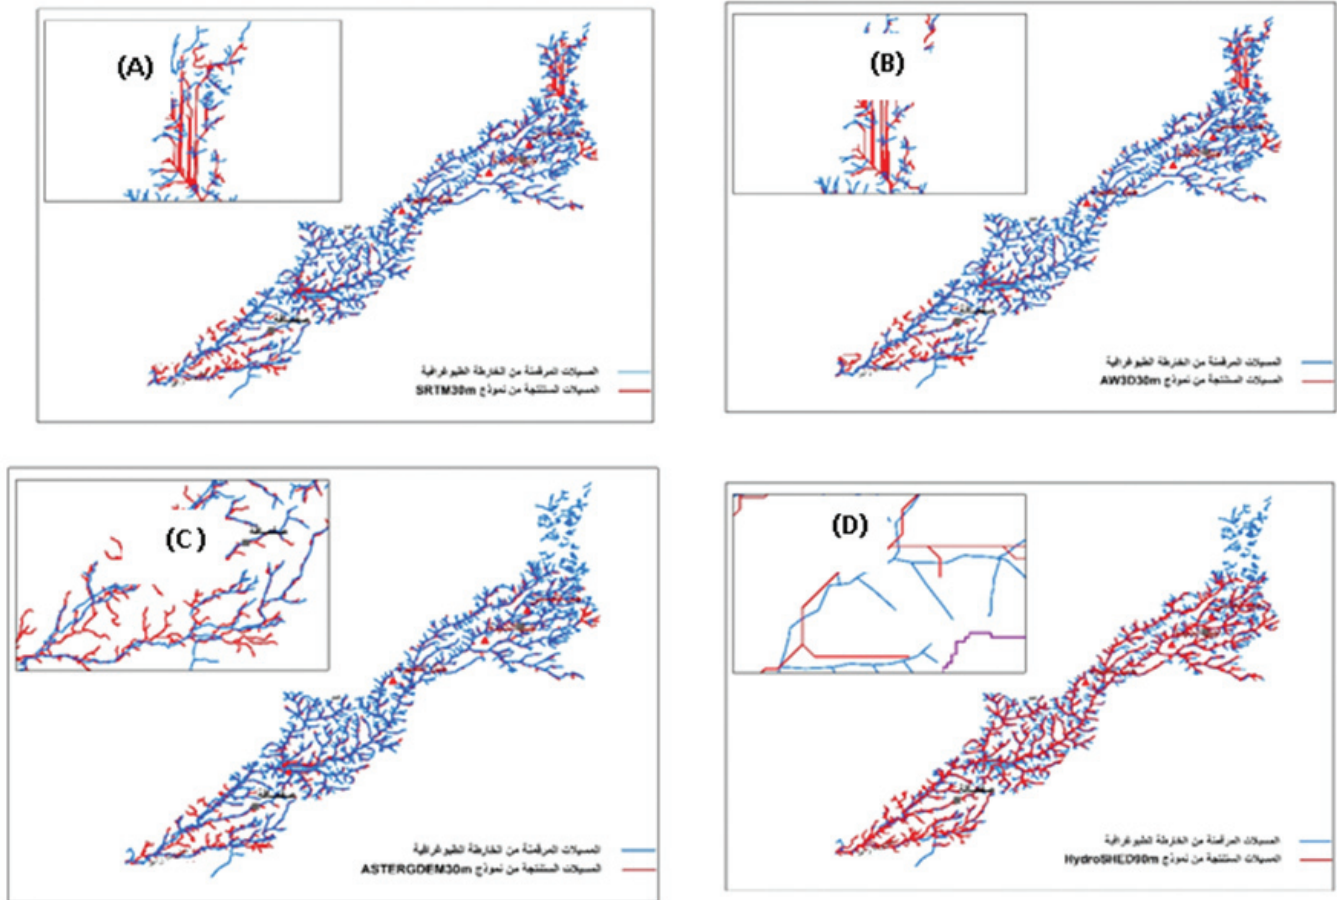 (A)
المسيلات المرقمنة من الخارطة الطبوغرافية
المسيلات المستنتجة من نموذج SRTM30m
(B)
المسيلات المرقمنة من الخارطة الطبوغرافية
المسيلات المستنتجة من نموذج AW3D30m
(C)
المسيلات المرقمنة من الخارطة الطبوغرافية
المسيلات المستنتجة من نموذج ASTERGDEM30m
(D)
المسيلات المرقمنة من الخارطة الطبوغرافية
المسيلات المستنتجة من نموذج HydroSHED90m